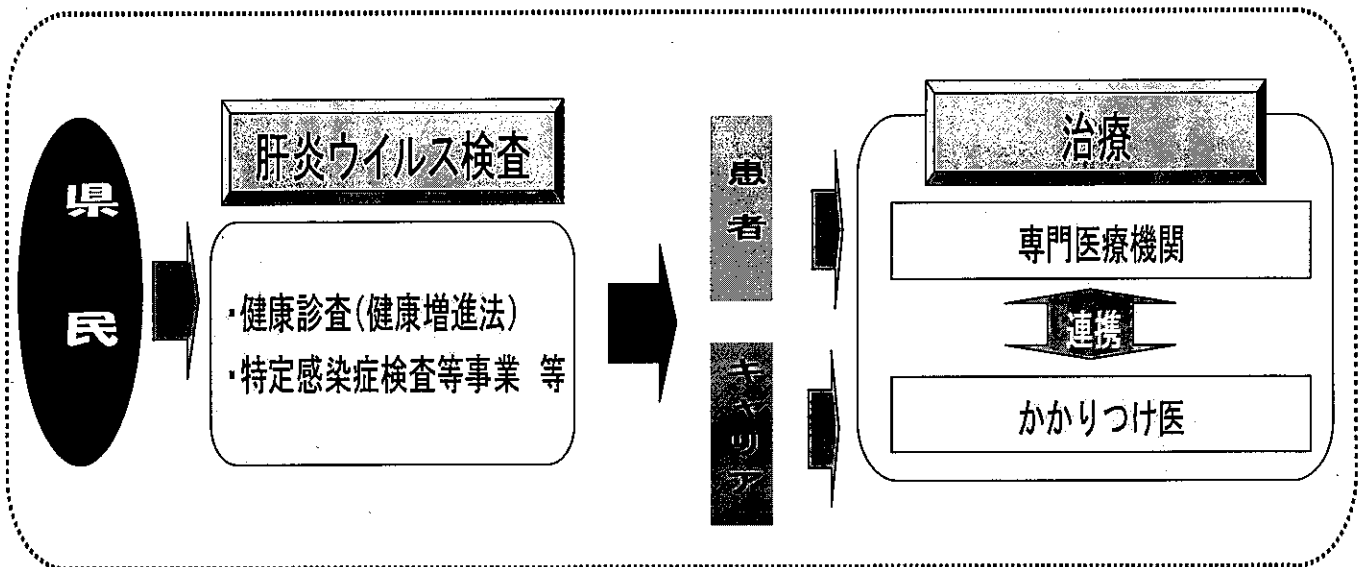 県民
肝炎ウイルス検査
・健康診査(健康増進法)
・特定感染症検査等事業 等
患者
キャリア
治療
専門医療機関
連携
かかりつけ医